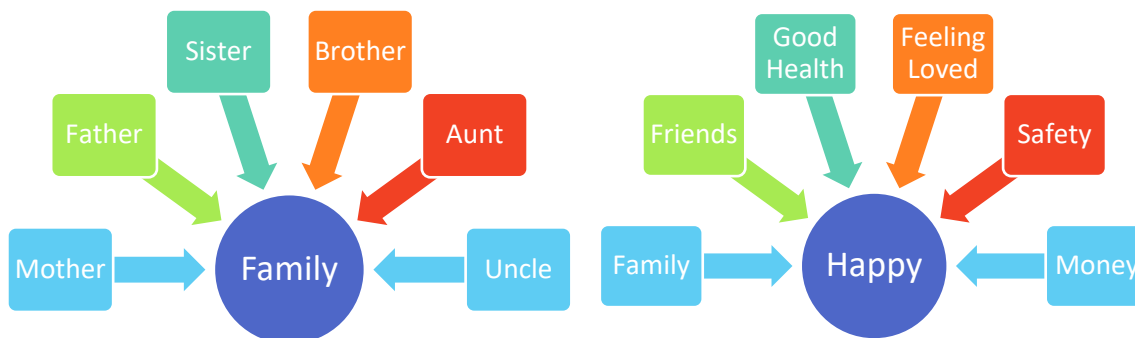 Sister
Brother
Father
Aunt
Mother
Family
Uncle
Good
Health
Feeling
Loved
Friends
Safety
Family
Happy
Money